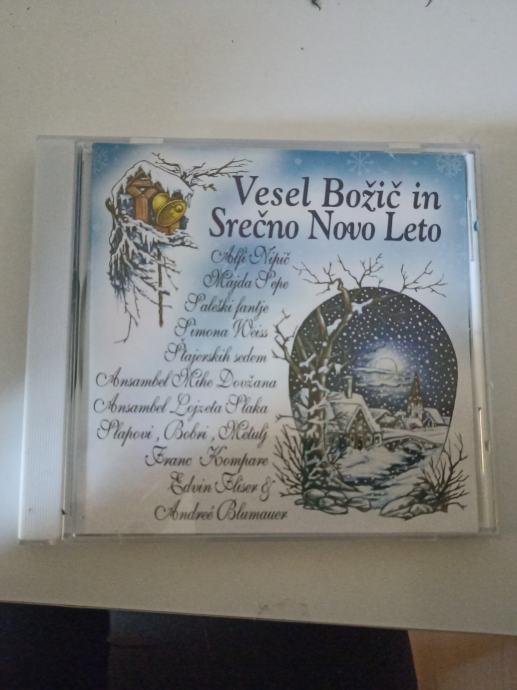 Vesel Božič in
Srečno Novo Leto
Alfi Nipič
Majda Sepe
Šaleški fantje
Simona Weiss
Štajerskih sedem
Ansambel Mihe Dovžana
Ansambel Lojzeta Slaka
Slapovi, Bobri, Metulj
Franc Kompare
Edvin Fliser &
Andreé Blumauer